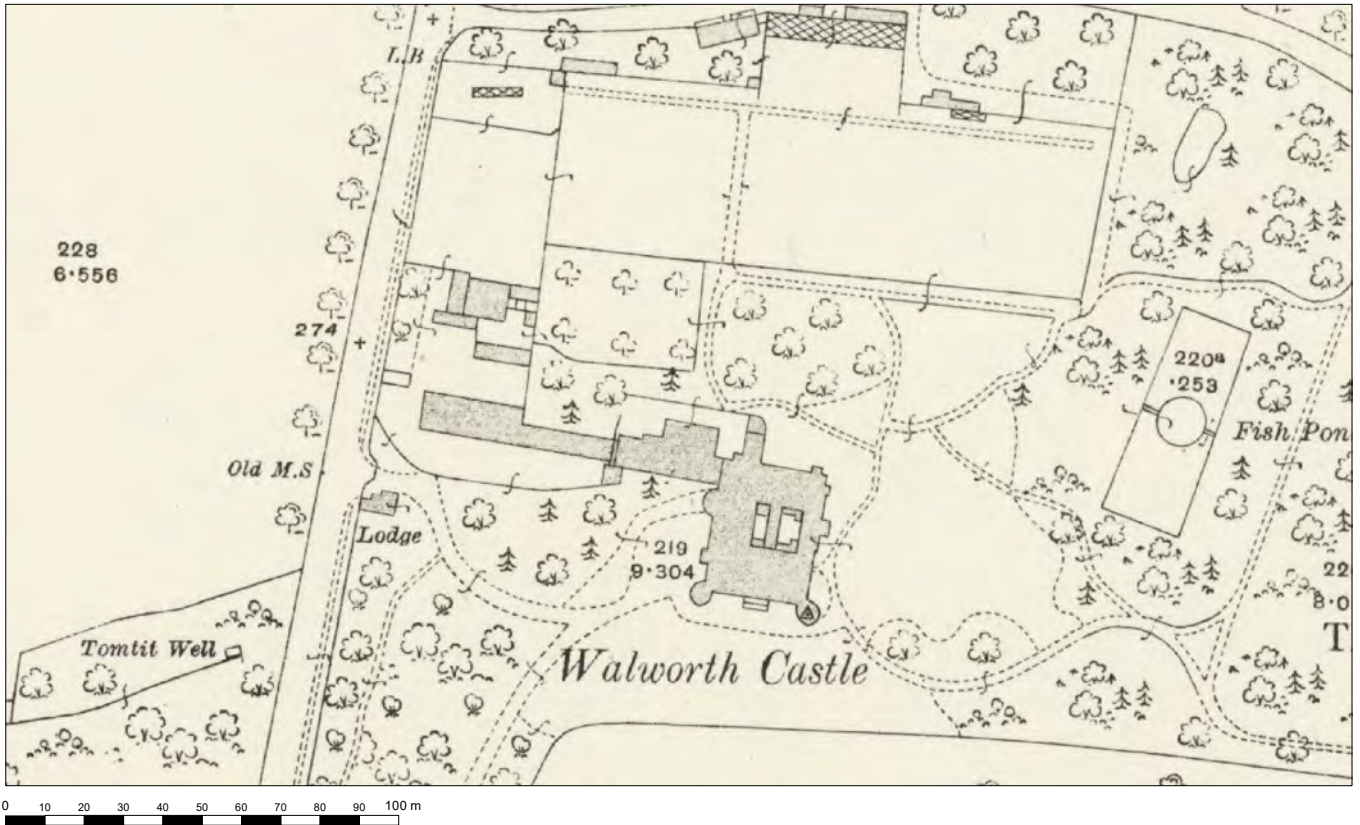 L.B
228
6·556
274
220ᵃ
·253
Fish Pon
Old M.S
Lodge
219
9·304
22
8·0
T
Tomtit Well
Walworth Castle
0 10 20 30 40 50 60 70 80 90 100 m